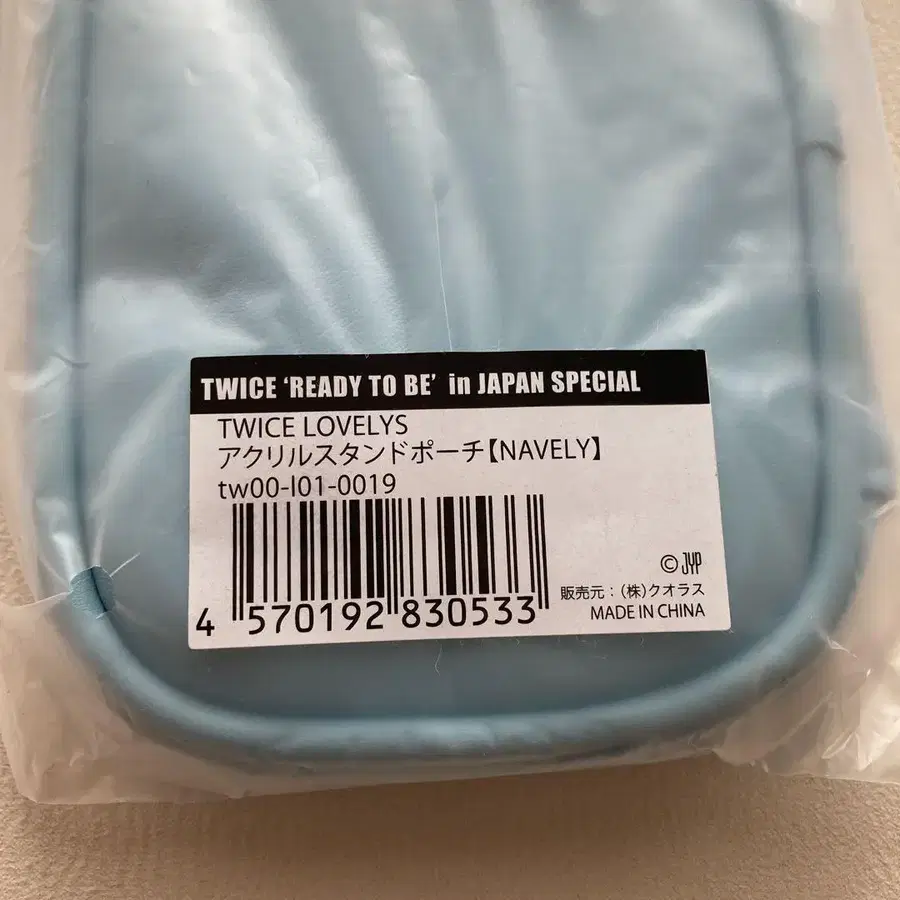 TWICE ‘READY TO BE’ in JAPAN SPECIAL
TWICE LOVELYS
アクリルスタンドポーチ【NAVELY】
tw00-l01-0019
4 570192 830533
© JYP
販売元：（株）クオラス
MADE IN CHINA